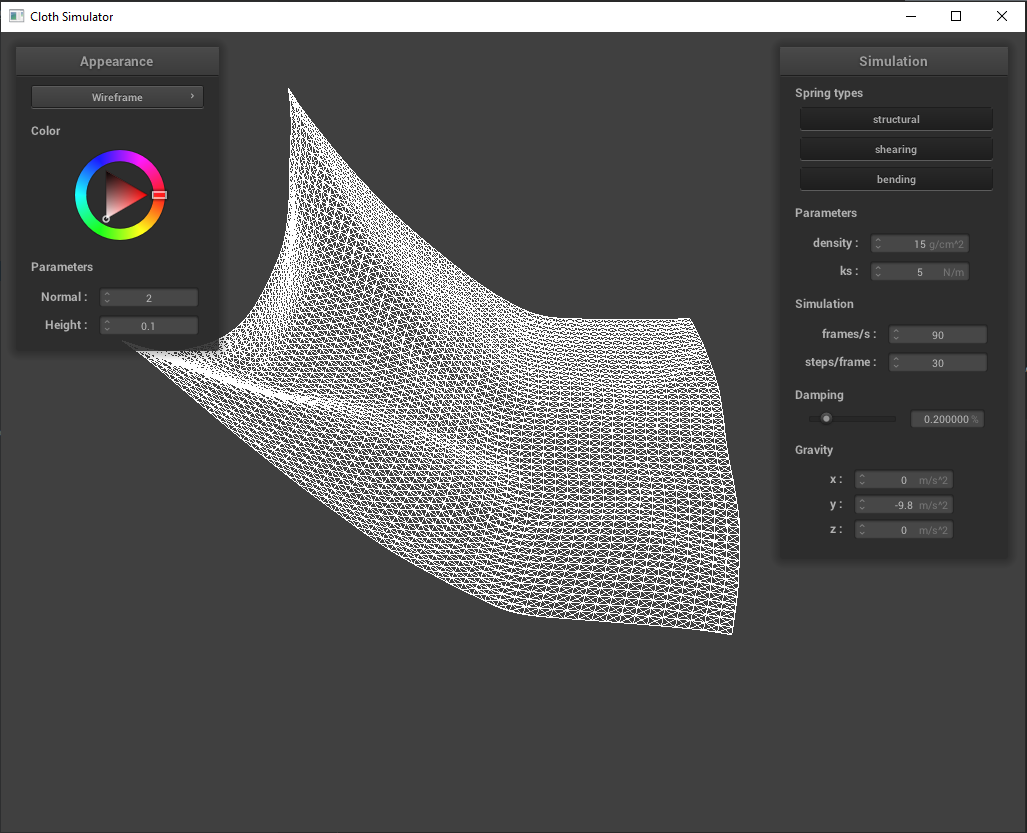 Cloth Simulator
Appearance
Wireframe
Color
Parameters
Normal : 2
Height : 0.1
Simulation
Spring types
structural
shearing
bending
Parameters
density : 15 g/cm^2
ks : 5 N/m
Simulation
frames/s : 90
steps/frame : 30
Damping
0.200000 %
Gravity
x : 0 m/s^2
y : -9.8 m/s^2
z : 0 m/s^2